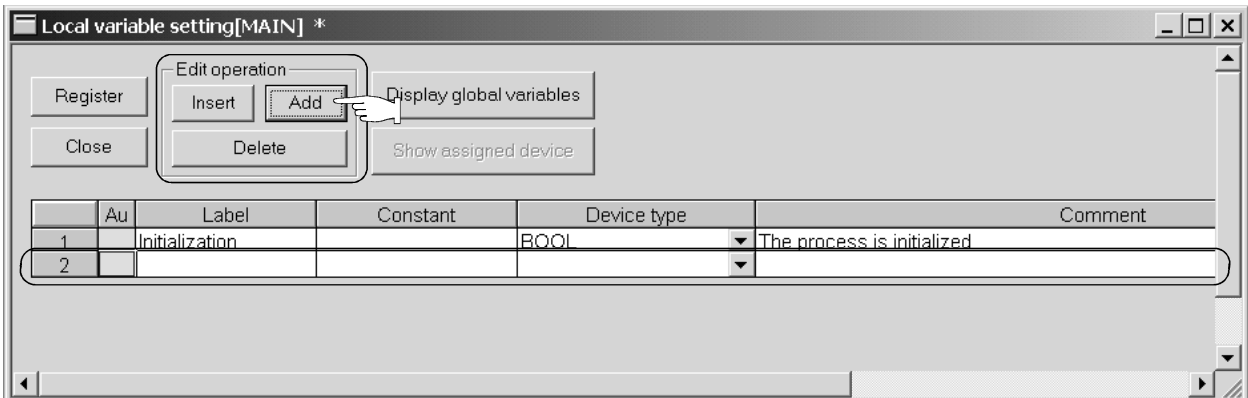 Local variable setting[MAIN] *
Edit operation
Register
Insert
Add
Display global variables
Close
Delete
Show assigned device
Au Label Constant Device type Comment
1 Initialization BOOL The process is initialized
2